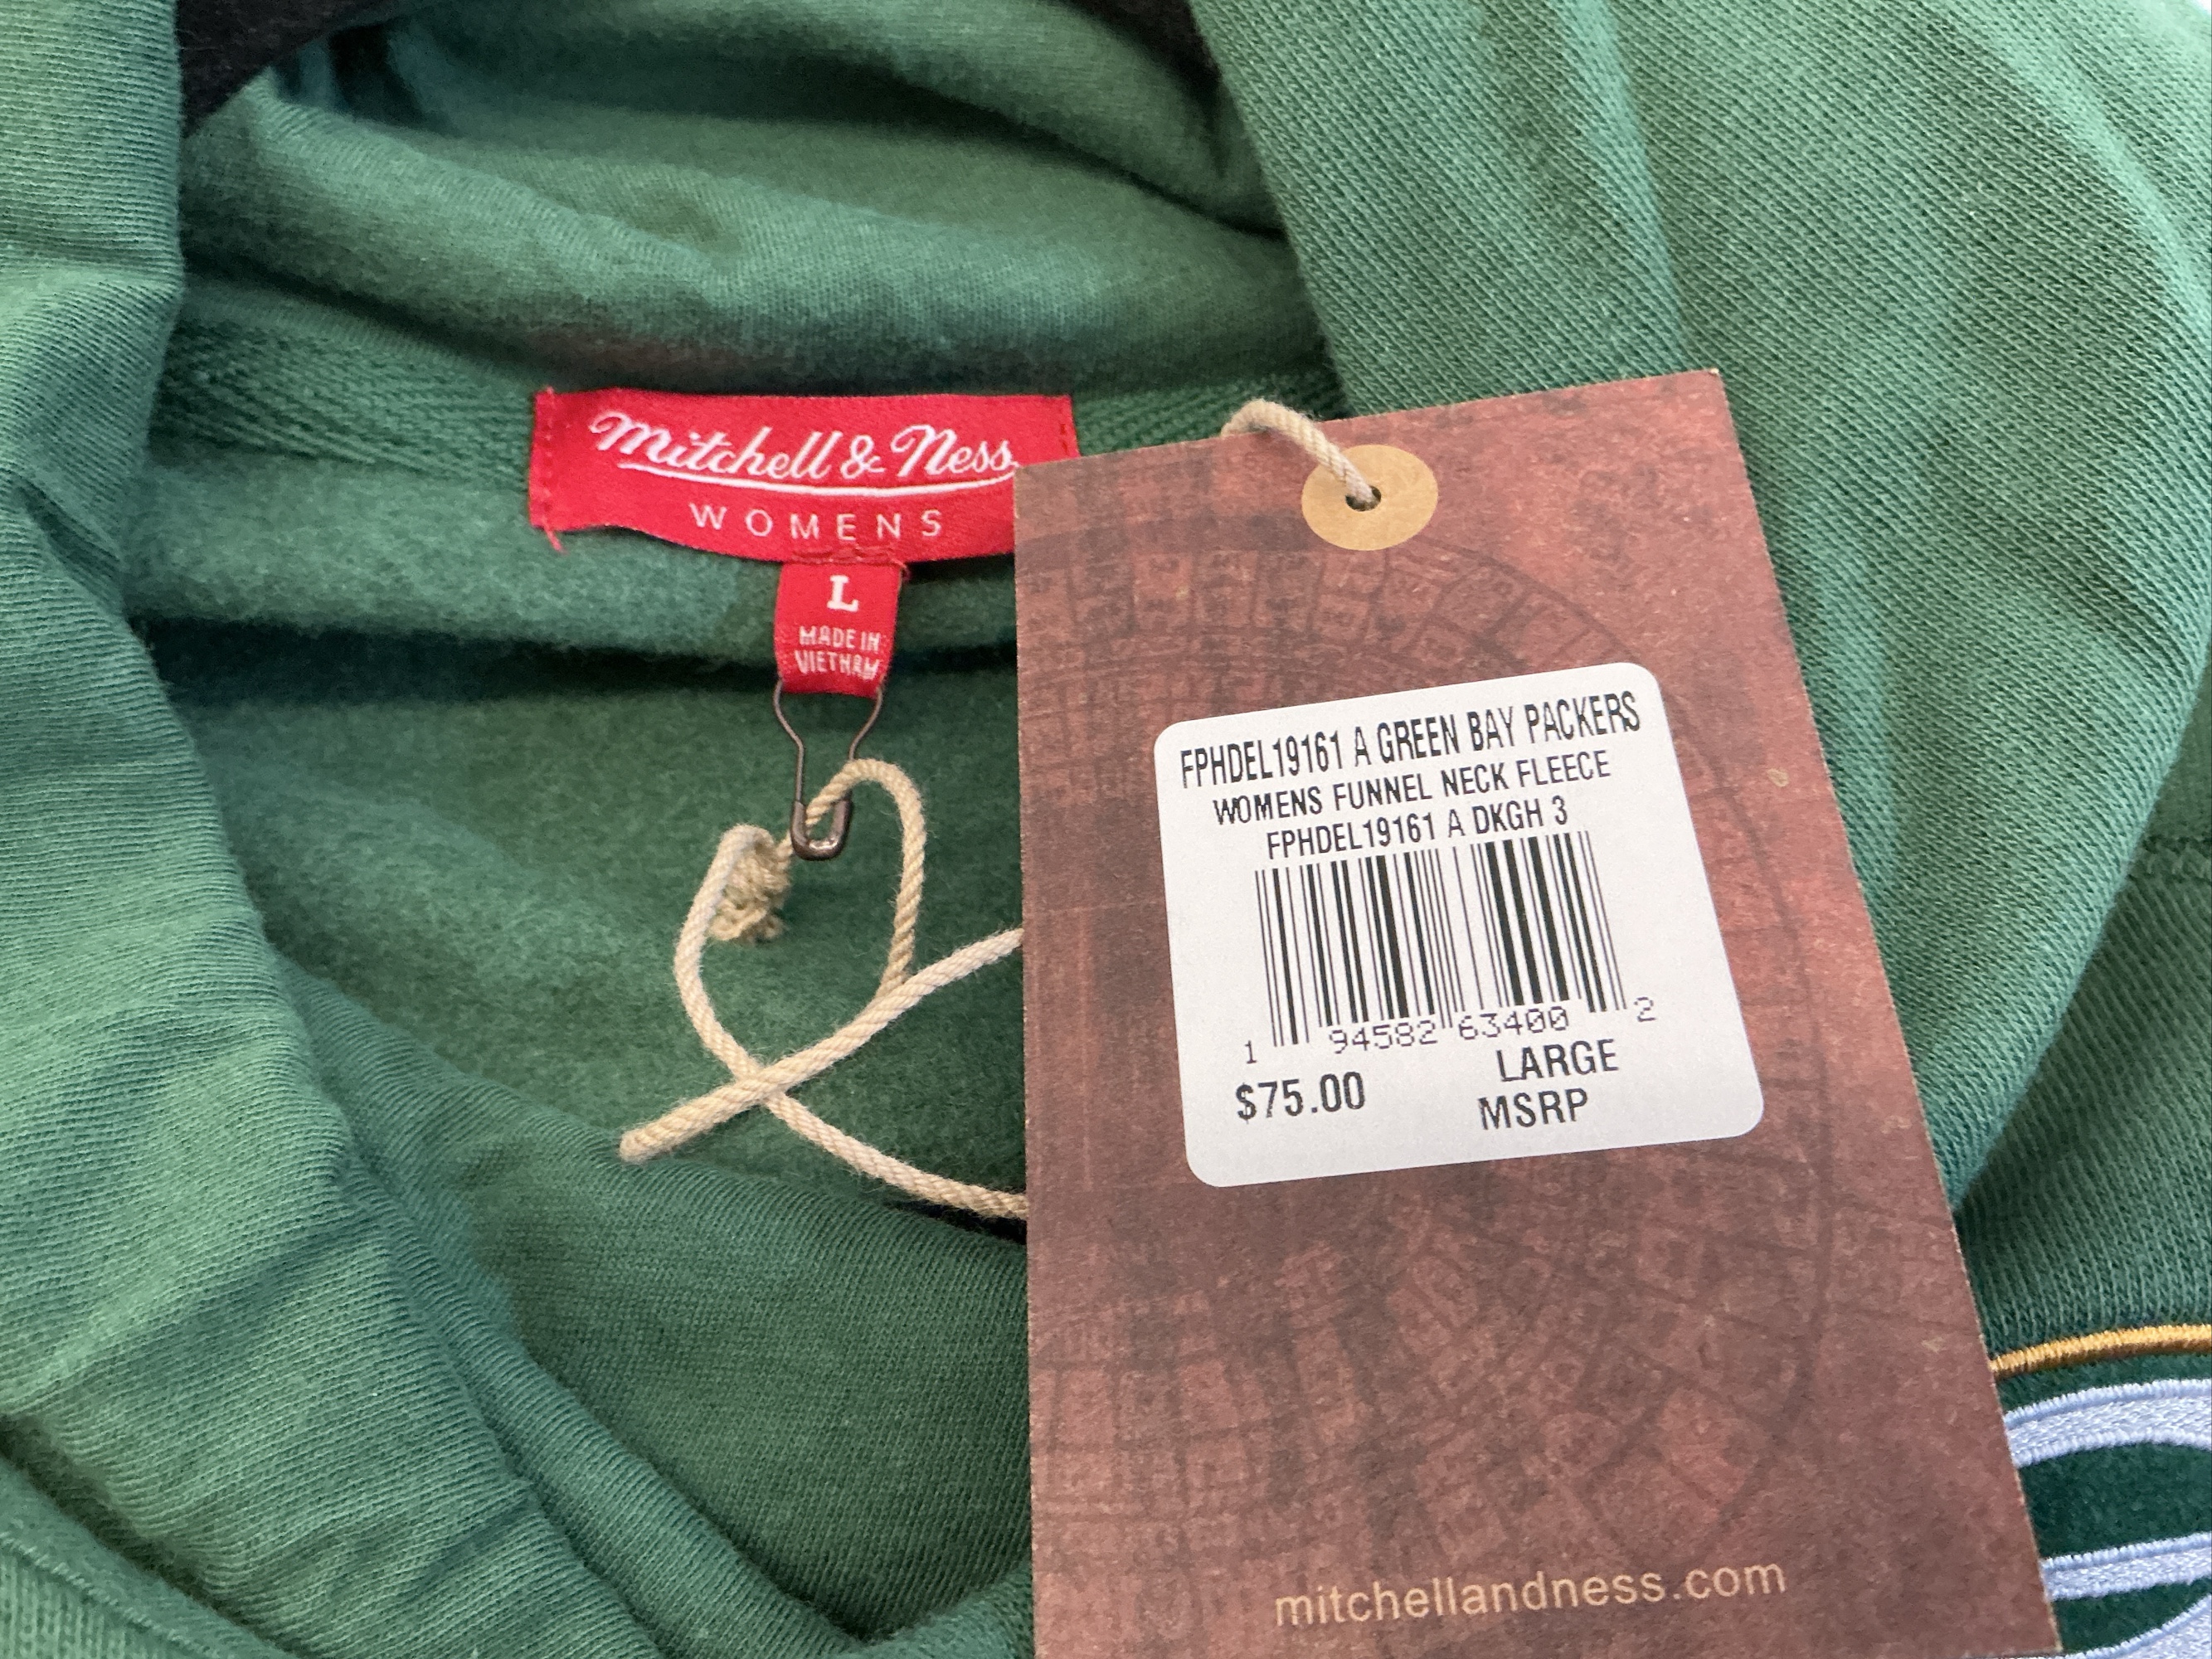 Mitchell & Ness
WOMENS
L
MADE IN
VIETNAM
FPHDEL19161 A GREEN BAY PACKERS
WOMENS FUNNEL NECK FLEECE
FPHDEL19161 A DKGH 3
1 94582 63400 2
$75.00 LARGE
MSRP
mitchellandness.com